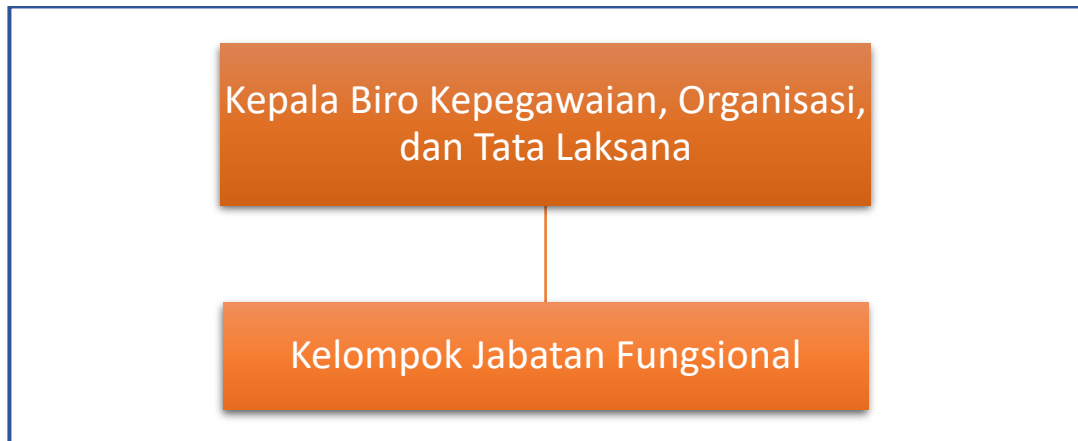 Kepala Biro Kepegawaian, Organisasi,
dan Tata Laksana
Kelompok Jabatan Fungsional